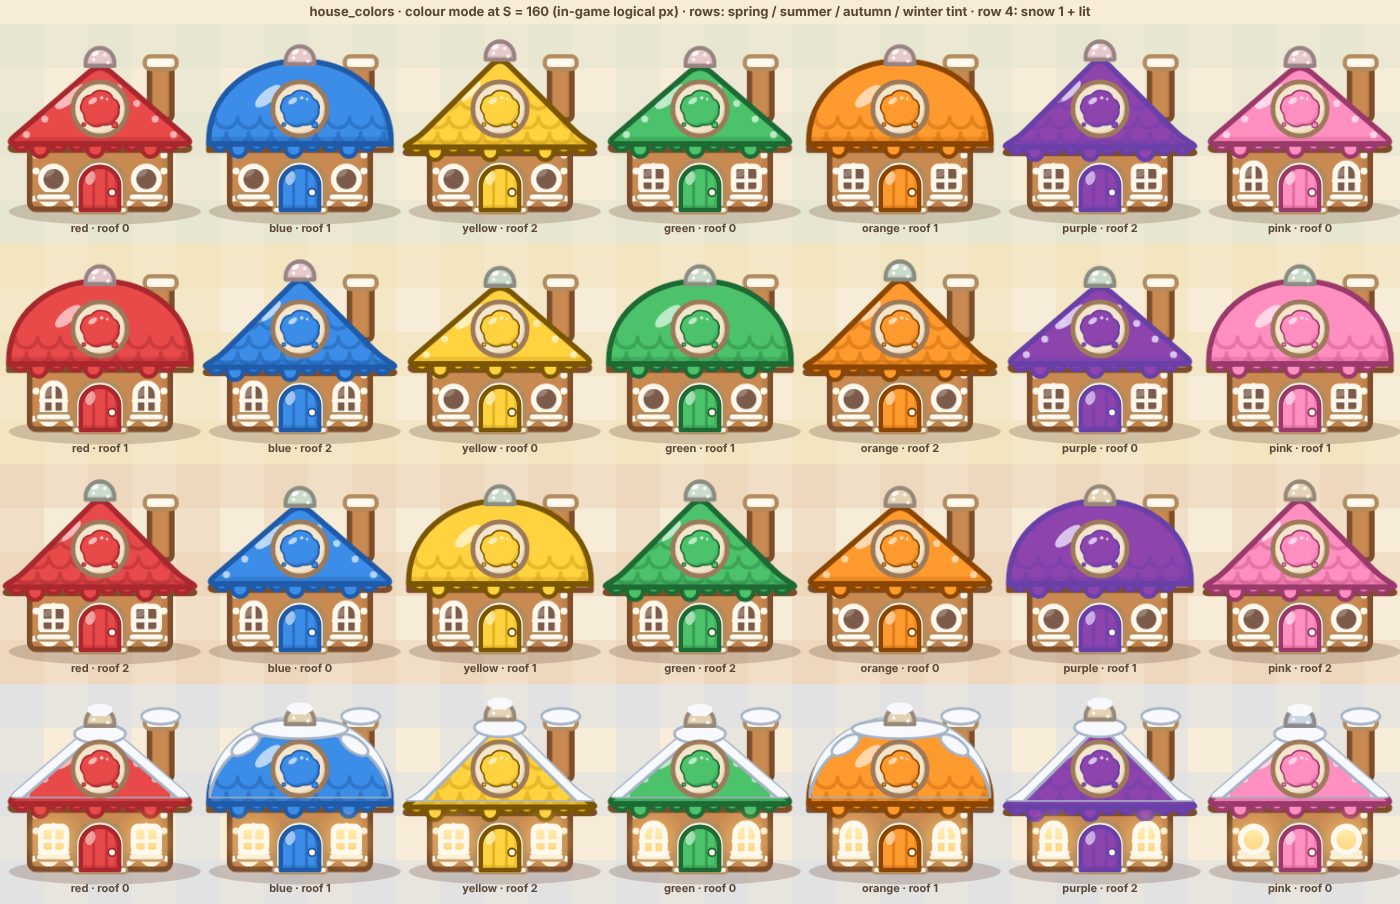 house_colors · colour mode at S = 160 (in-game logical px) · rows: spring / summer / autumn / winter tint · row 4: snow 1 + lit
red · roof 0
blue · roof 1
yellow · roof 2
green · roof 0
orange · roof 1
purple · roof 2
pink · roof 0
red · roof 1
blue · roof 2
yellow · roof 0
green · roof 1
orange · roof 2
purple · roof 0
pink · roof 1
red · roof 2
blue · roof 0
yellow · roof 1
green · roof 2
orange · roof 0
purple · roof 1
pink · roof 2
red · roof 0
blue · roof 1
yellow · roof 2
green · roof 0
orange · roof 1
purple · roof 2
pink · roof 0